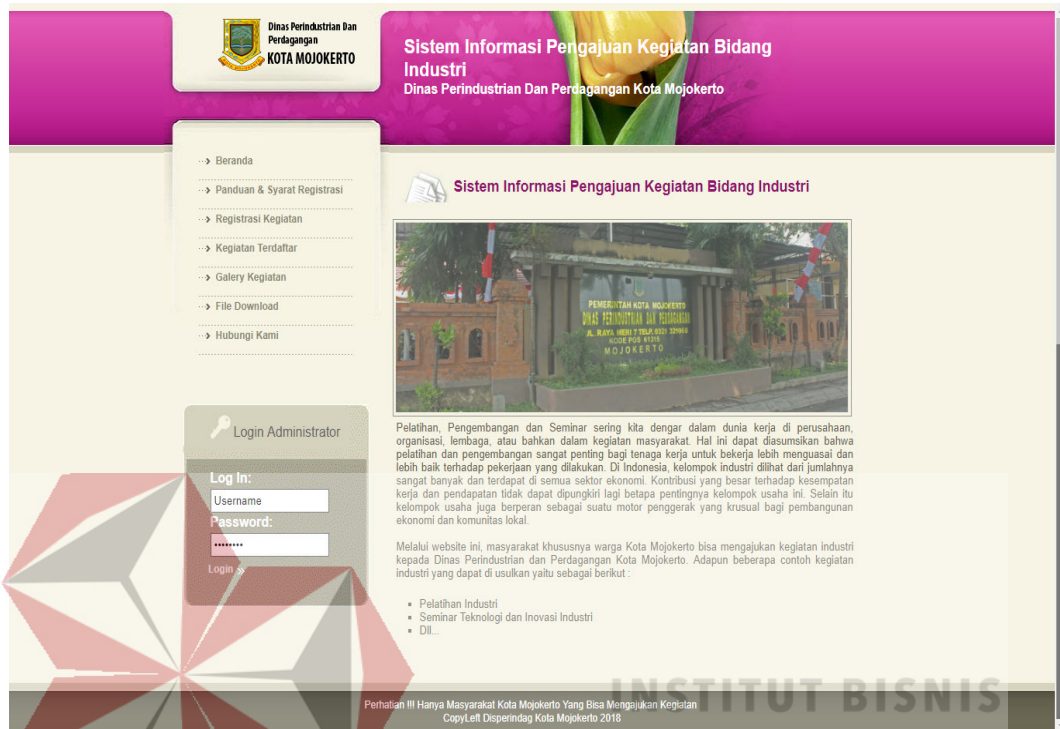 Dinas Perindustrian Dan
Perdagangan
KOTA MOJOKERTO
Sistem Informasi Pengajuan Kegiatan Bidang
Industri
Dinas Perindustrian Dan Perdagangan Kota Mojokerto
Beranda
Panduan & Syarat Registrasi
Registrasi Kegiatan
Kegiatan Terdaftar
Galery Kegiatan
File Download
Hubungi Kami
Login Administrator
Log In:
Username
Password:
••••••••
Login »
Sistem Informasi Pengajuan Kegiatan Bidang Industri
PEMERINTAH KOTA MOJOKERTO
DINAS PERINDUSTRIAN DAN PERDAGANGAN
JL. RAYA MERI 7 TELP. 0321
KODE POS 61315
MOJOKERTO
Pelatihan, Pengembangan dan Seminar sering kita dengar dalam dunia kerja di perusahaan,
organisasi, lembaga, atau bahkan dalam kegiatan masyarakat. Hal ini dapat diasumsikan bahwa
pelatihan dan pengembangan sangat penting bagi tenaga kerja untuk bekerja lebih menguasai dan
lebih baik terhadap pekerjaan yang dilakukan. Di Indonesia, kelompok industri dilihat dari jumlahnya
sangat banyak dan terdapat di semua sektor ekonomi. Kontribusi yang besar terhadap kesempatan
kerja dan pendapatan tidak dapat dipungkiri lagi betapa pentingnya kelompok usaha ini. Selain itu
kelompok usaha juga berperan sebagai suatu motor penggerak yang krusual bagi pembangunan
ekonomi dan komunitas lokal.
Melalui website ini, masyarakat khususnya warga Kota Mojokerto bisa mengajukan kegiatan industri
kepada Dinas Perindustrian dan Perdagangan Kota Mojokerto. Adapun beberapa contoh kegiatan
industri yang dapat di usulkan yaitu sebagai berikut :
Pelatihan Industri
Seminar Teknologi dan Inovasi Industri
Dll...
INSTITUT BISNIS
Perhatian !!! Hanya Masyarakat Kota Mojokerto Yang Bisa Mengajukan Kegiatan
CopyLeft Disperindag Kota Mojokerto 2018